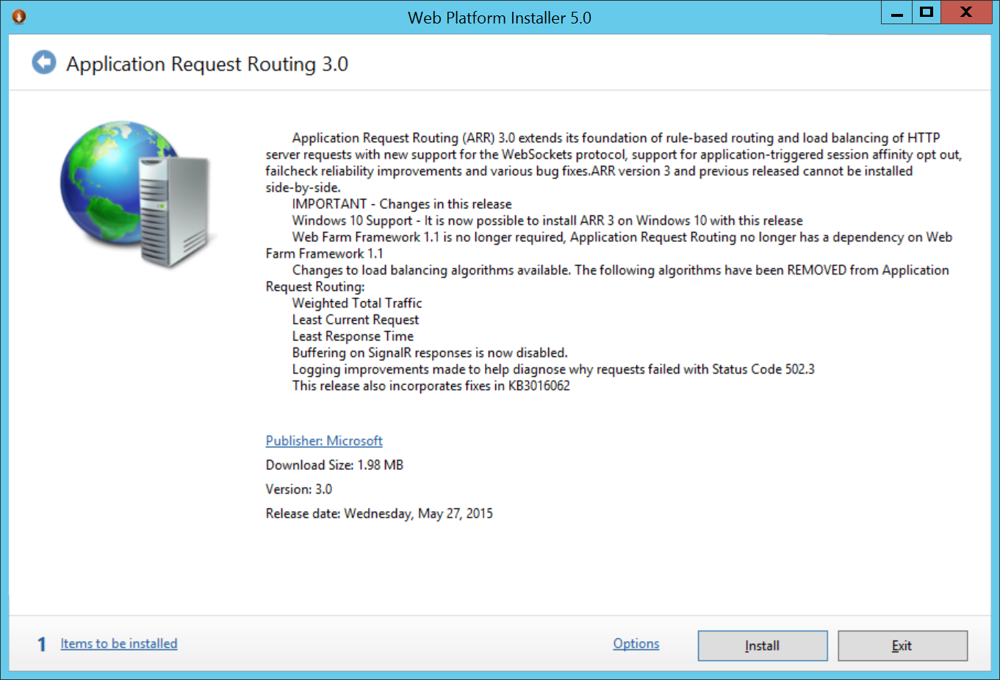 Web Platform Installer 5.0
Application Request Routing 3.0
Application Request Routing (ARR) 3.0 extends its foundation of rule-based routing and load balancing of HTTP
server requests with new support for the WebSockets protocol, support for application-triggered session affinity opt out,
failcheck reliability improvements and various bug fixes.ARR version 3 and previous released cannot be installed
side-by-side.
IMPORTANT - Changes in this release
Windows 10 Support - It is now possible to install ARR 3 on Windows 10 with this release
Web Farm Framework 1.1 is no longer required, Application Request Routing no longer has a dependency on Web
Farm Framework 1.1
Changes to load balancing algorithms available. The following algorithms have been REMOVED from Application
Request Routing:
Weighted Total Traffic
Least Current Request
Least Response Time
Buffering on SignalR responses is now disabled.
Logging improvements made to help diagnose why requests failed with Status Code 502.3
This release also incorporates fixes in KB3016062
Publisher: Microsoft
Download Size: 1.98 MB
Version: 3.0
Release date: Wednesday, May 27, 2015
1 Items to be installed Options Install Exit